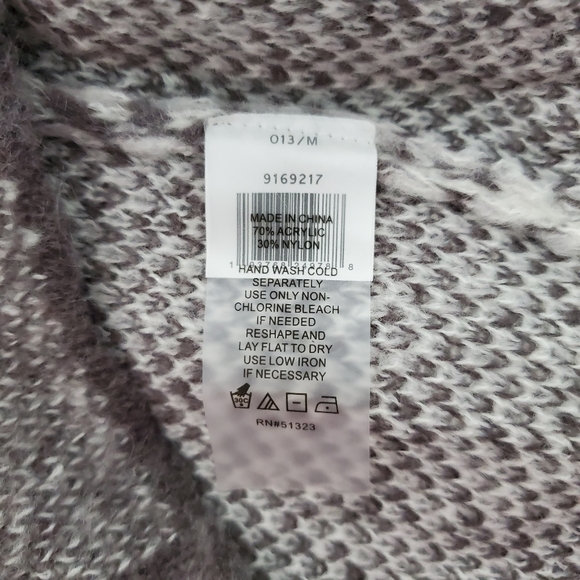 013/M
9169217
MADE IN CHINA
70% ACRYLIC
30% NYLON
HAND WASH COLD
SEPARATELY
USE ONLY NON-
CHLORINE BLEACH
IF NEEDED
RESHAPE AND
LAY FLAT TO DRY
USE LOW IRON
IF NECESSARY
30C
RN#51323